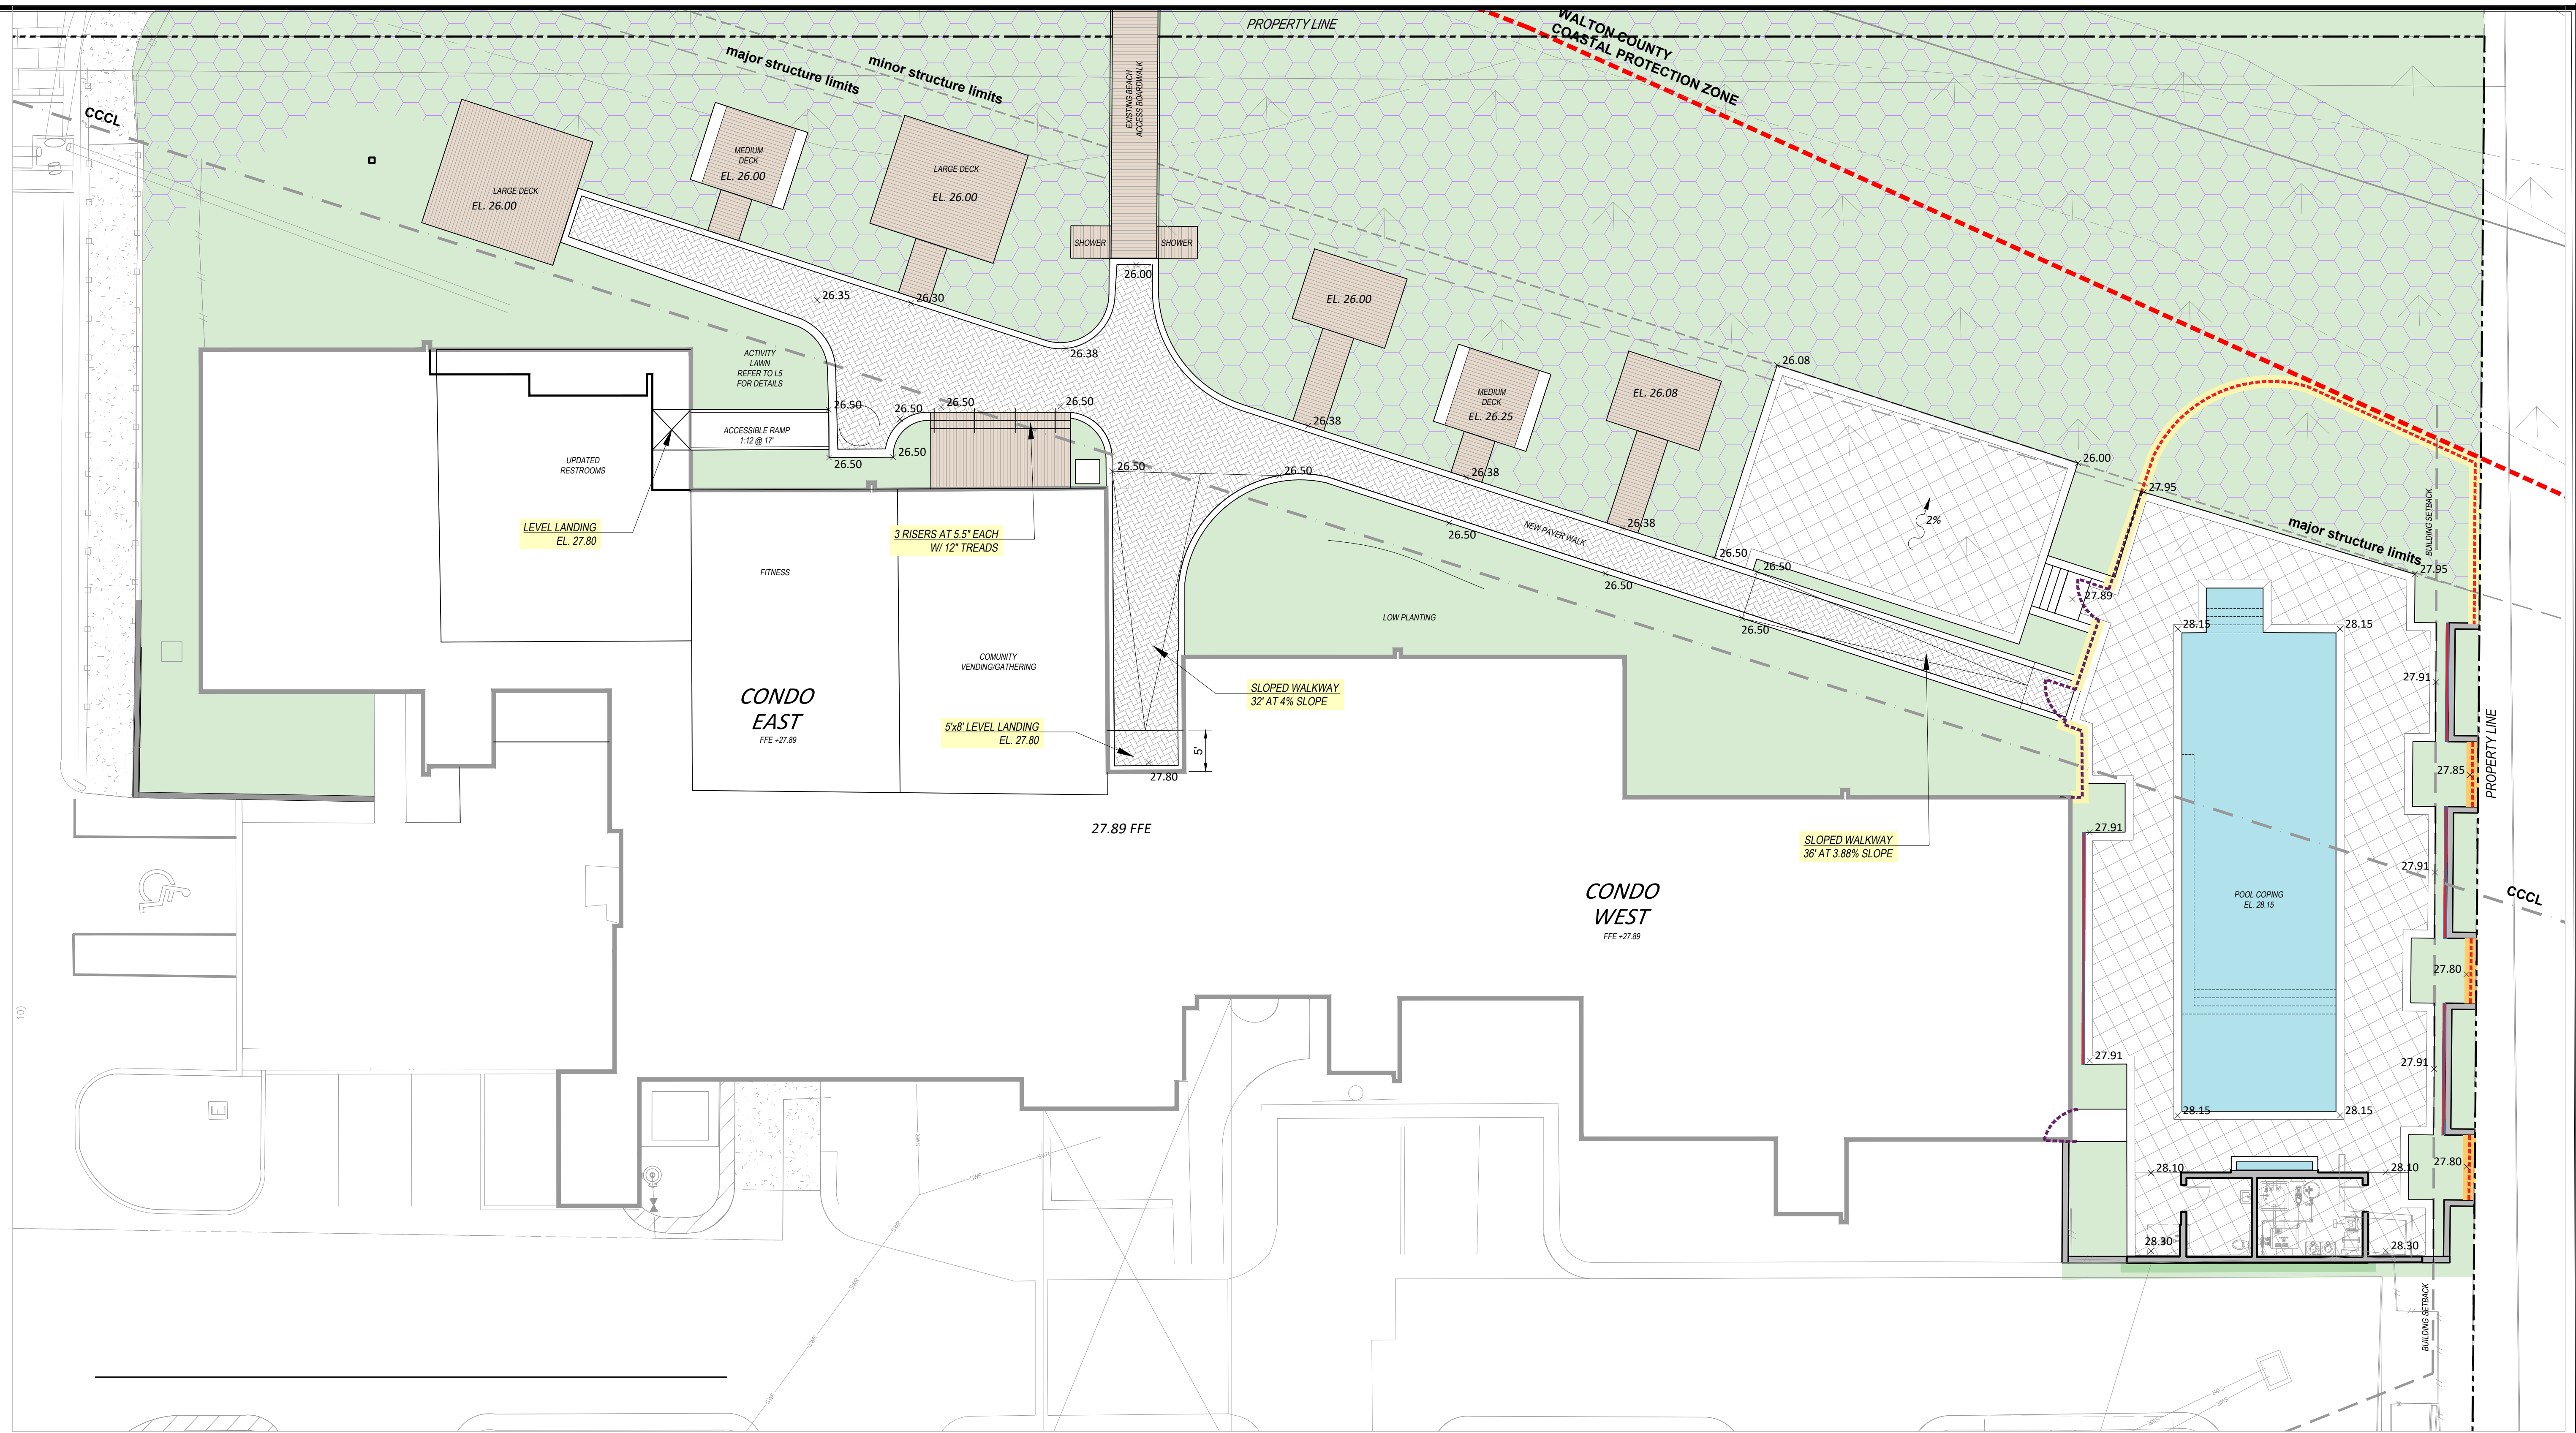 PROPERTY LINE
WALTON COUNTY
COASTAL PROTECTION ZONE
major structure limits
minor structure limits
CCCL
EXISTING BEACH
ACCESS BOARDWALK
LARGE DECK
EL. 26.00
MEDIUM
DECK
EL. 26.00
LARGE DECK
EL. 26.00
SHOWER
SHOWER
26.00
26.35
26.30
26.38
EL. 26.00
26.38
MEDIUM
DECK
EL. 26.25
26.38
EL. 26.08
26.38
26.08
26.00
2%
ACTIVITY
LAWN
REFER TO L5
FOR DETAILS
26.50
26.50
26.50
26.50
26.50
26.50
ACCESSIBLE RAMP
1:12 @ 17'
UPDATED
RESTROOMS
LEVEL LANDING
EL. 27.80
3 RISERS AT 5.5" EACH
W/ 12" TREADS
26.50
26.50
26.50
NEW PAVER WALK
26.50
26.50
26.50
26.50
27.95
27.89
major structure limits
BUILDING SETBACK
27.95
FITNESS
COMUNITY
VENDING/GATHERING
LOW PLANTING
SLOPED WALKWAY
32' AT 4% SLOPE
5'x8' LEVEL LANDING
EL. 27.80
5'
27.80
CONDO
EAST
FFE +27.89
27.89 FFE
CONDO
WEST
FFE +27.89
SLOPED WALKWAY
36' AT 3.88% SLOPE
28.15
28.15
27.91
27.85
PROPERTY LINE
27.91
27.91
CCCL
POOL COPING
EL. 28.15
27.80
27.91
27.91
28.15
28.15
28.10
28.10
27.80
28.30
28.30
BUILDING SETBACK
10)
E
SWR
SWR
SWR
SWR
SWR
SWR
SWR